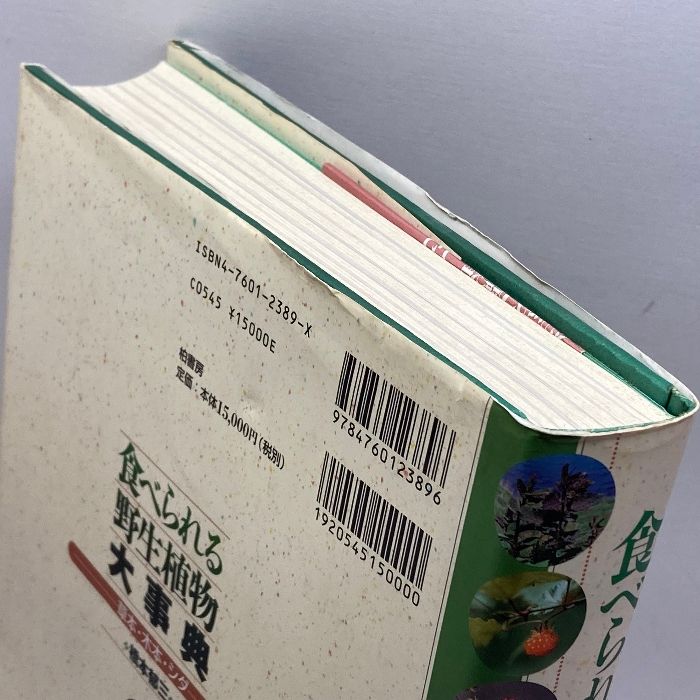 ISBN4-7601-2389-X
C0545 ¥15000E
柏書房
定価:本体15,000円(税別)
9784760123896
1920545150000
食べられる
野生植物
大事典
草本・木本・シダ
食べられ